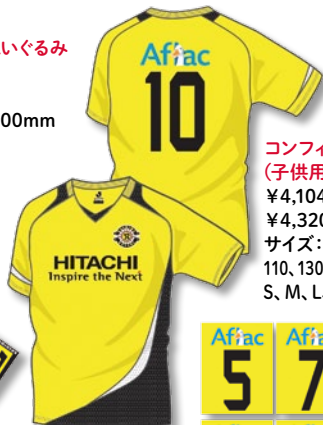 いぐるみ
00mm
Aflac
10
コンフィ
(子供用
￥4,104
￥4,320
サイズ：
110、130
S、M、L
HITACHI
Inspire the Next
Aflac
5
Aflac
7